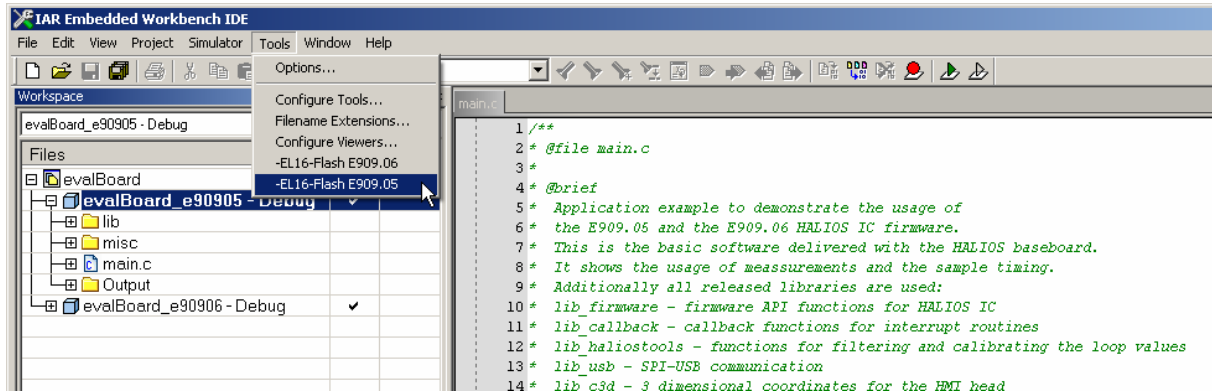 IAR Embedded Workbench IDE
File Edit View Project Simulator Tools Window Help
Options...
Configure Tools...
Filename Extensions...
Configure Viewers...
-EL16-Flash E909.06
-EL16-Flash E909.05
Workspace
evalBoard_e90905 - Debug
Files
evalBoard
evalBoard_e90905 - Debug
lib
misc
main.c
Output
evalBoard_e90906 - Debug
main.c
1 /**
2 * @file main.c
3 *
4 * @brief
5 * Application example to demonstrate the usage of
6 * the E909.05 and the E909.06 HALIOS IC firmware.
7 * This is the basic software delivered with the HALIOS baseboard.
8 * It shows the usage of meassurements and the sample timing.
9 * Additionally all released libraries are used:
10 * lib_firmware - firmware API functions for HALIOS IC
11 * lib_callback - callback functions for interrupt routines
12 * lib_haliostools - functions for filtering and calibrating the loop values
13 * lib_usb - SPI-USB communication
14 * lib_c3d - 3 dimensional coordinates for the HMI head